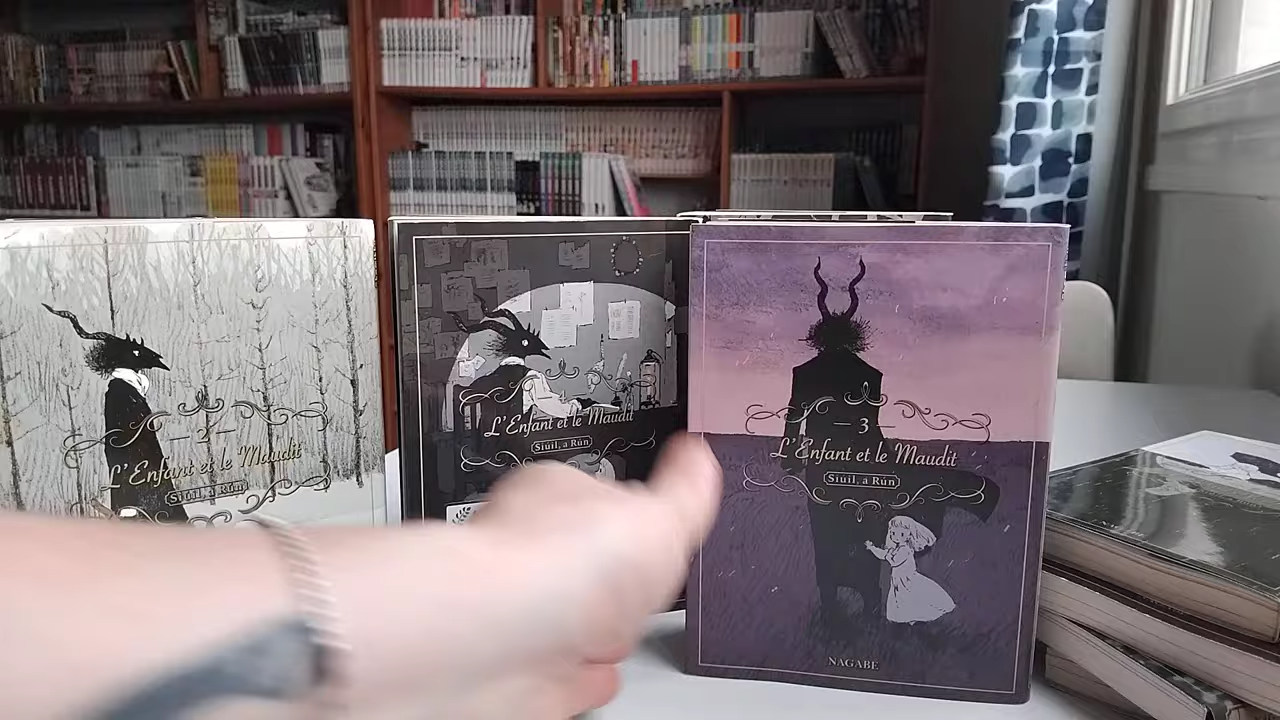 — 2 —
L'Enfant et le Maudit
Siúil, a Rún
L'Enfant et le Maudit
Siúil, a Rún
— 3 —
L'Enfant et le Maudit
Siúil, a Rún
NAGABE